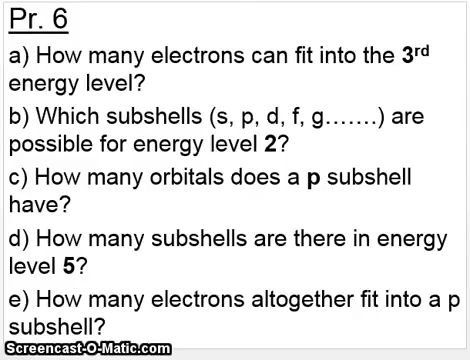 Pr. 6
a) How many electrons can fit into the 3rd
energy level?
b) Which subshells (s, p, d, f, g.......) are
possible for energy level 2?
c) How many orbitals does a p subshell
have?
d) How many subshells are there in energy
level 5?
e) How many electrons altogether fit into a p
subshell?
Screencast-O-Matic.com